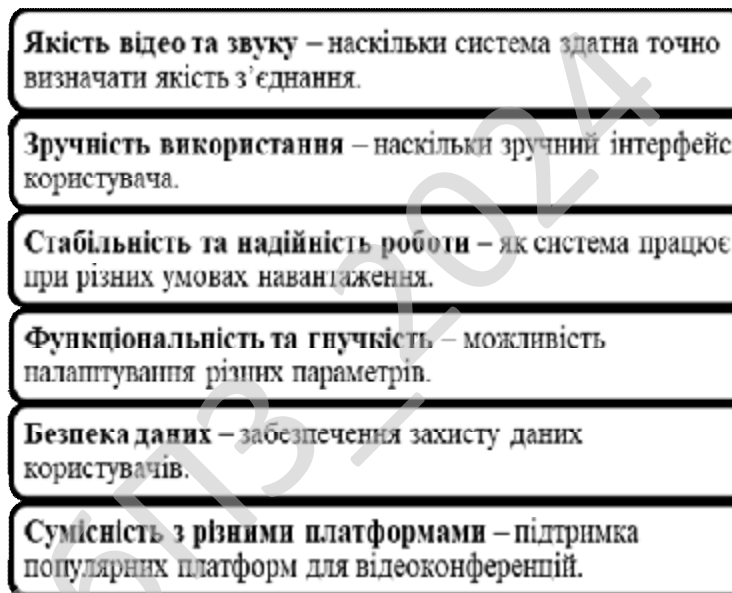 Якість відео та звуку – наскільки система здатна точно
визначати якість з’єднання.
Зручність використання – наскільки зручний інтерфейс
користувача.
Стабільність та надійність роботи – як система працює
при різних умовах навантаження.
Функціональність та гнучкість – можливість
налаштування різних параметрів.
Безпека даних – забезпечення захисту даних
користувачів.
Сумісність з різними платформами – підтримка
популярних платформ для відеоконференцій.
БПЗ_2024